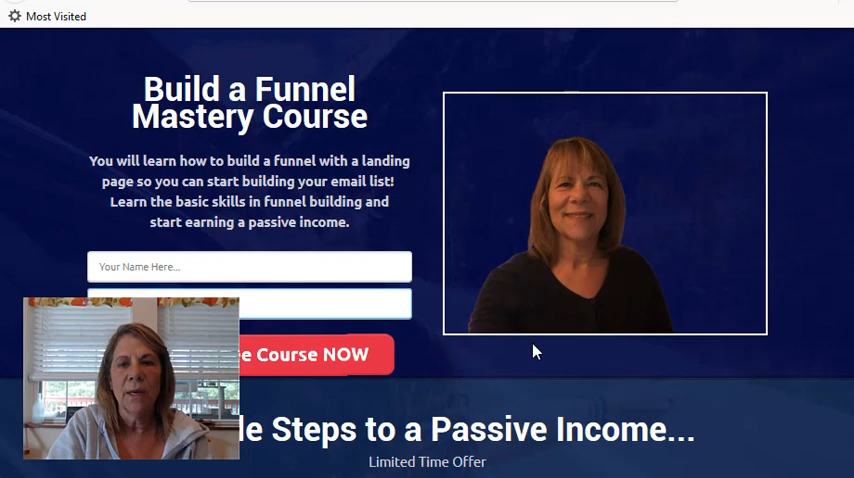 Most Visited
Build a Funnel
Mastery Course
You will learn how to build a funnel with a landing
page so you can start building your email list!
Learn the basic skills in funnel building and
start earning a passive income.
Your Name Here...
Course NOW
Steps to a Passive Income...
Limited Time Offer